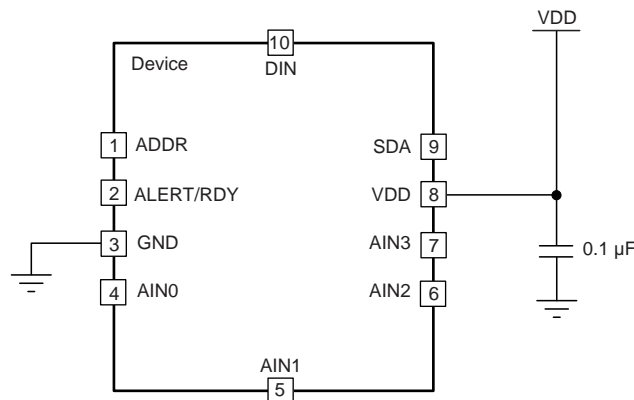 VDD
10
Device
DIN
1 ADDR
SDA 9
2 ALERT/RDY
VDD 8
3 GND
AIN3 7
0.1 µF
4 AIN0
AIN2 6
AIN1
5